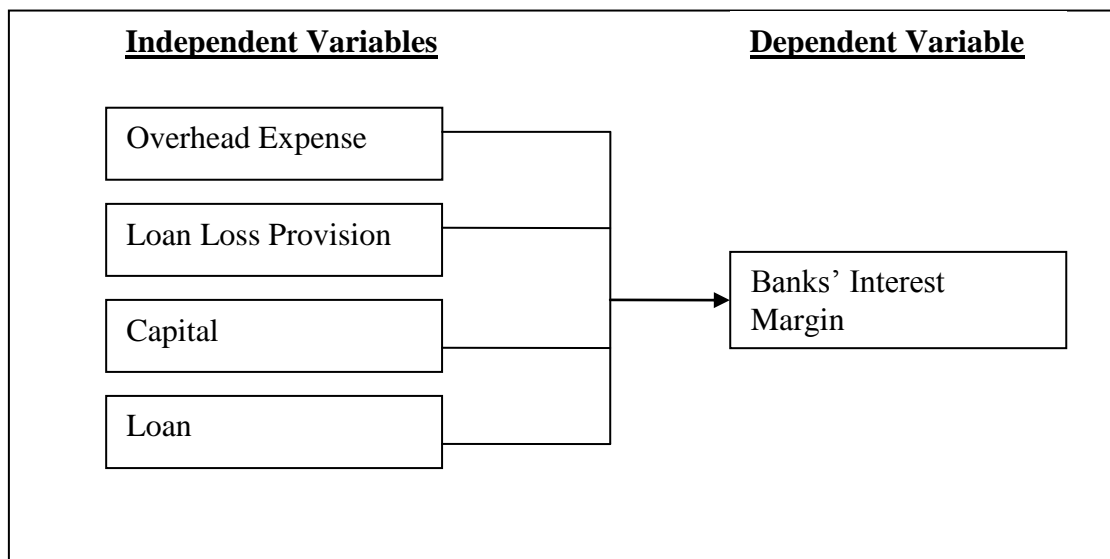 Independent Variables
Dependent Variable
Overhead Expense
Loan Loss Provision
Capital
Loan
Banks’ Interest
Margin